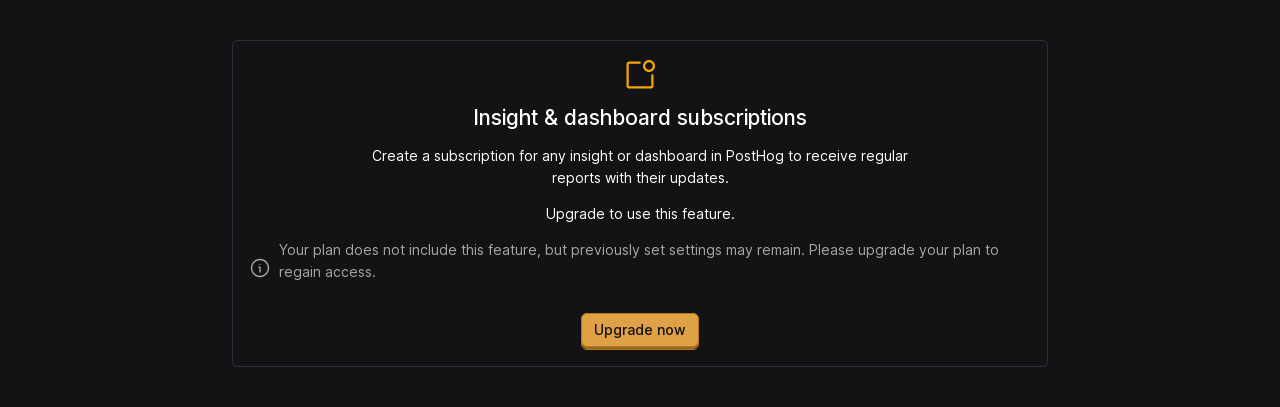 Insight & dashboard subscriptions
Create a subscription for any insight or dashboard in PostHog to receive regular
reports with their updates.
Upgrade to use this feature.
Your plan does not include this feature, but previously set settings may remain. Please upgrade your plan to
regain access.
Upgrade now